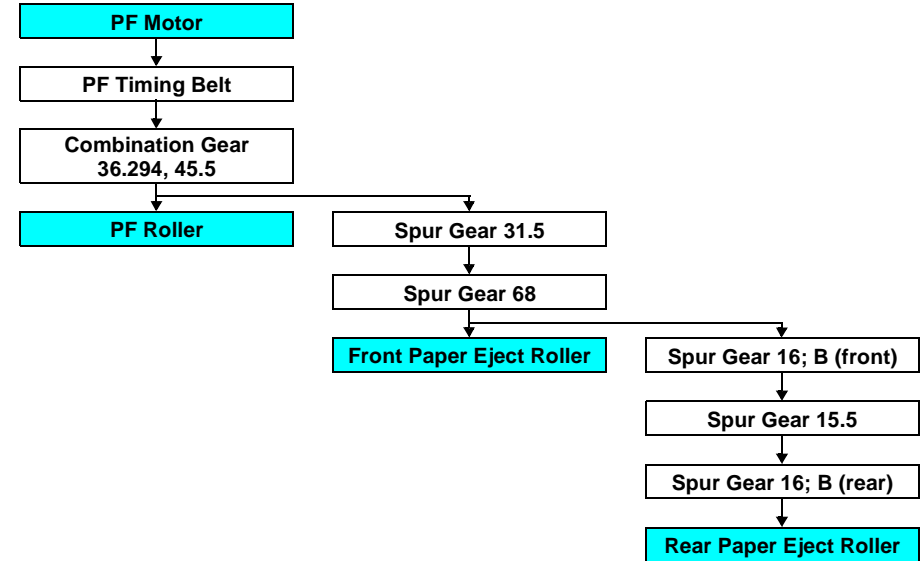 PF Motor
PF Timing Belt
Combination Gear
36.294, 45.5
PF Roller
Spur Gear 31.5
Spur Gear 68
Front Paper Eject Roller
Spur Gear 16; B (front)
Spur Gear 15.5
Spur Gear 16; B (rear)
Rear Paper Eject Roller